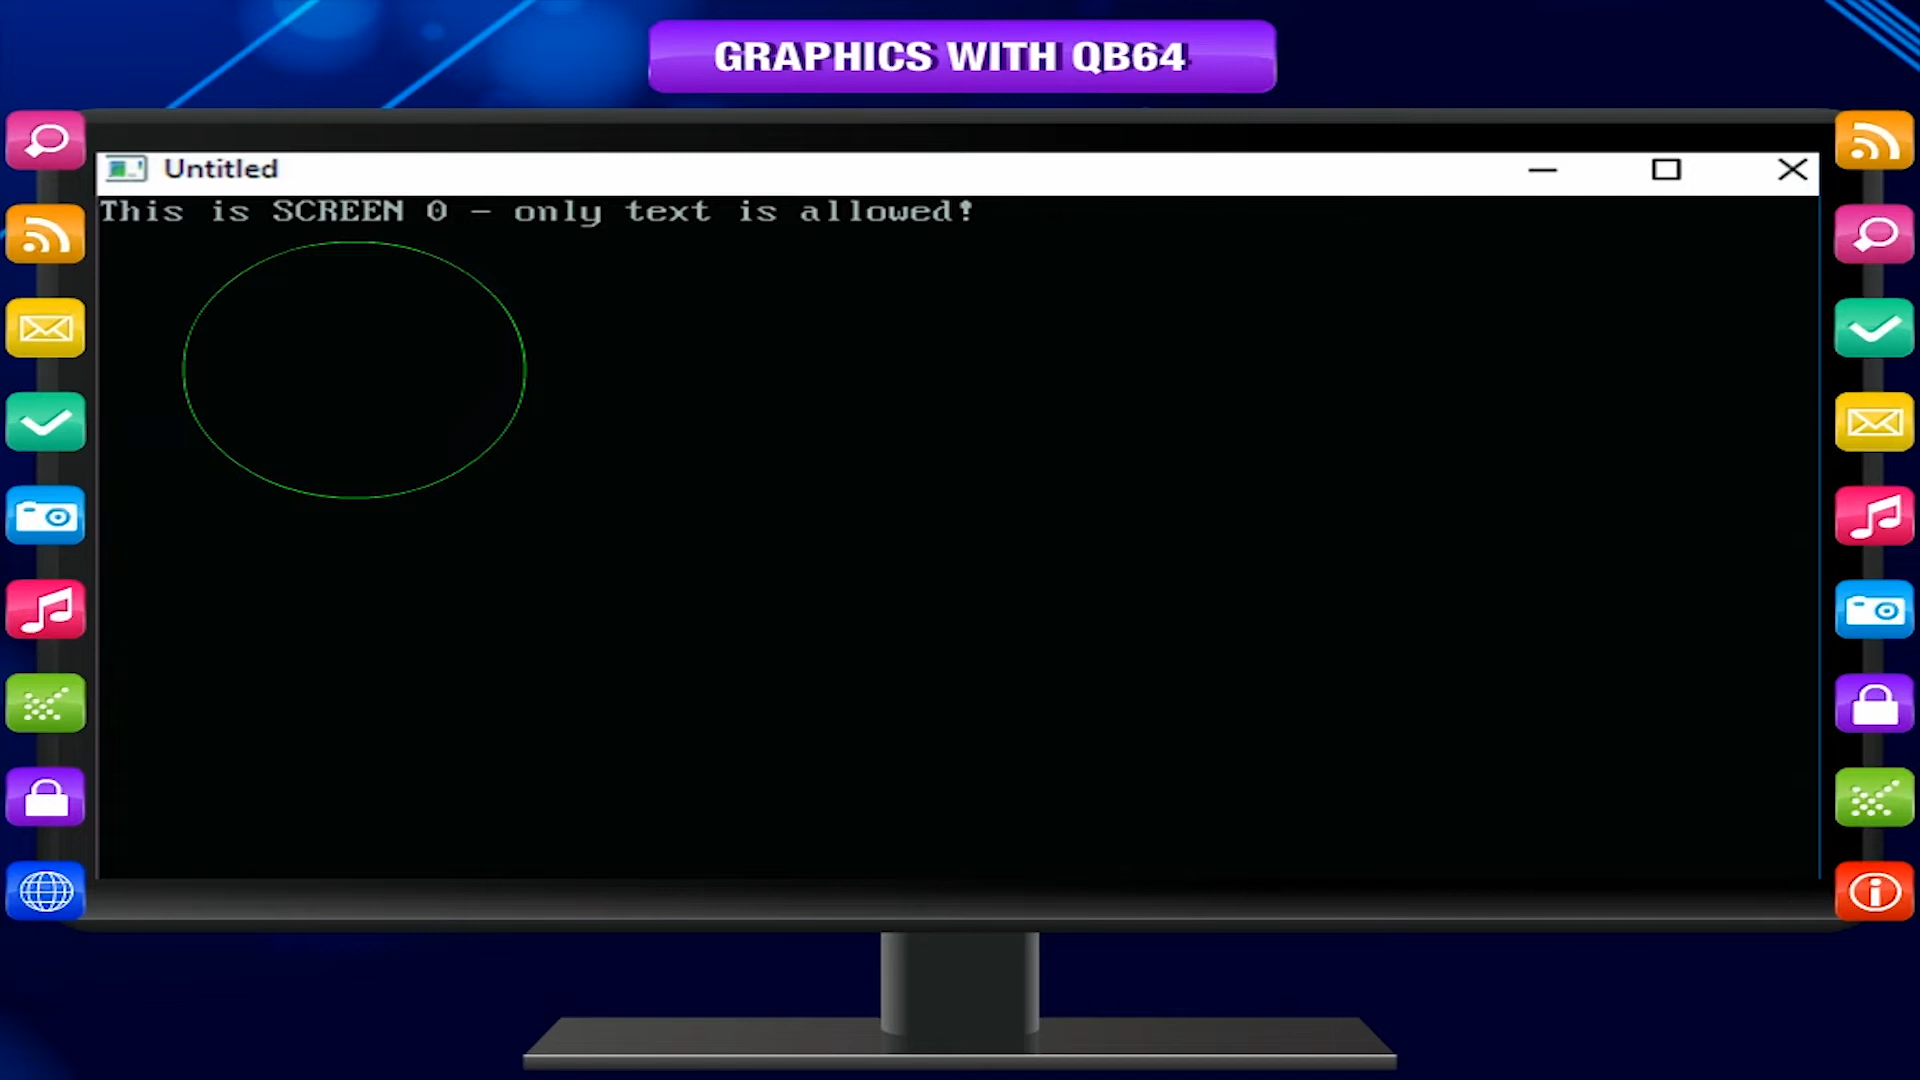 GRAPHICS WITH QB64
Untitled
This is SCREEN 0 - only text is allowed!